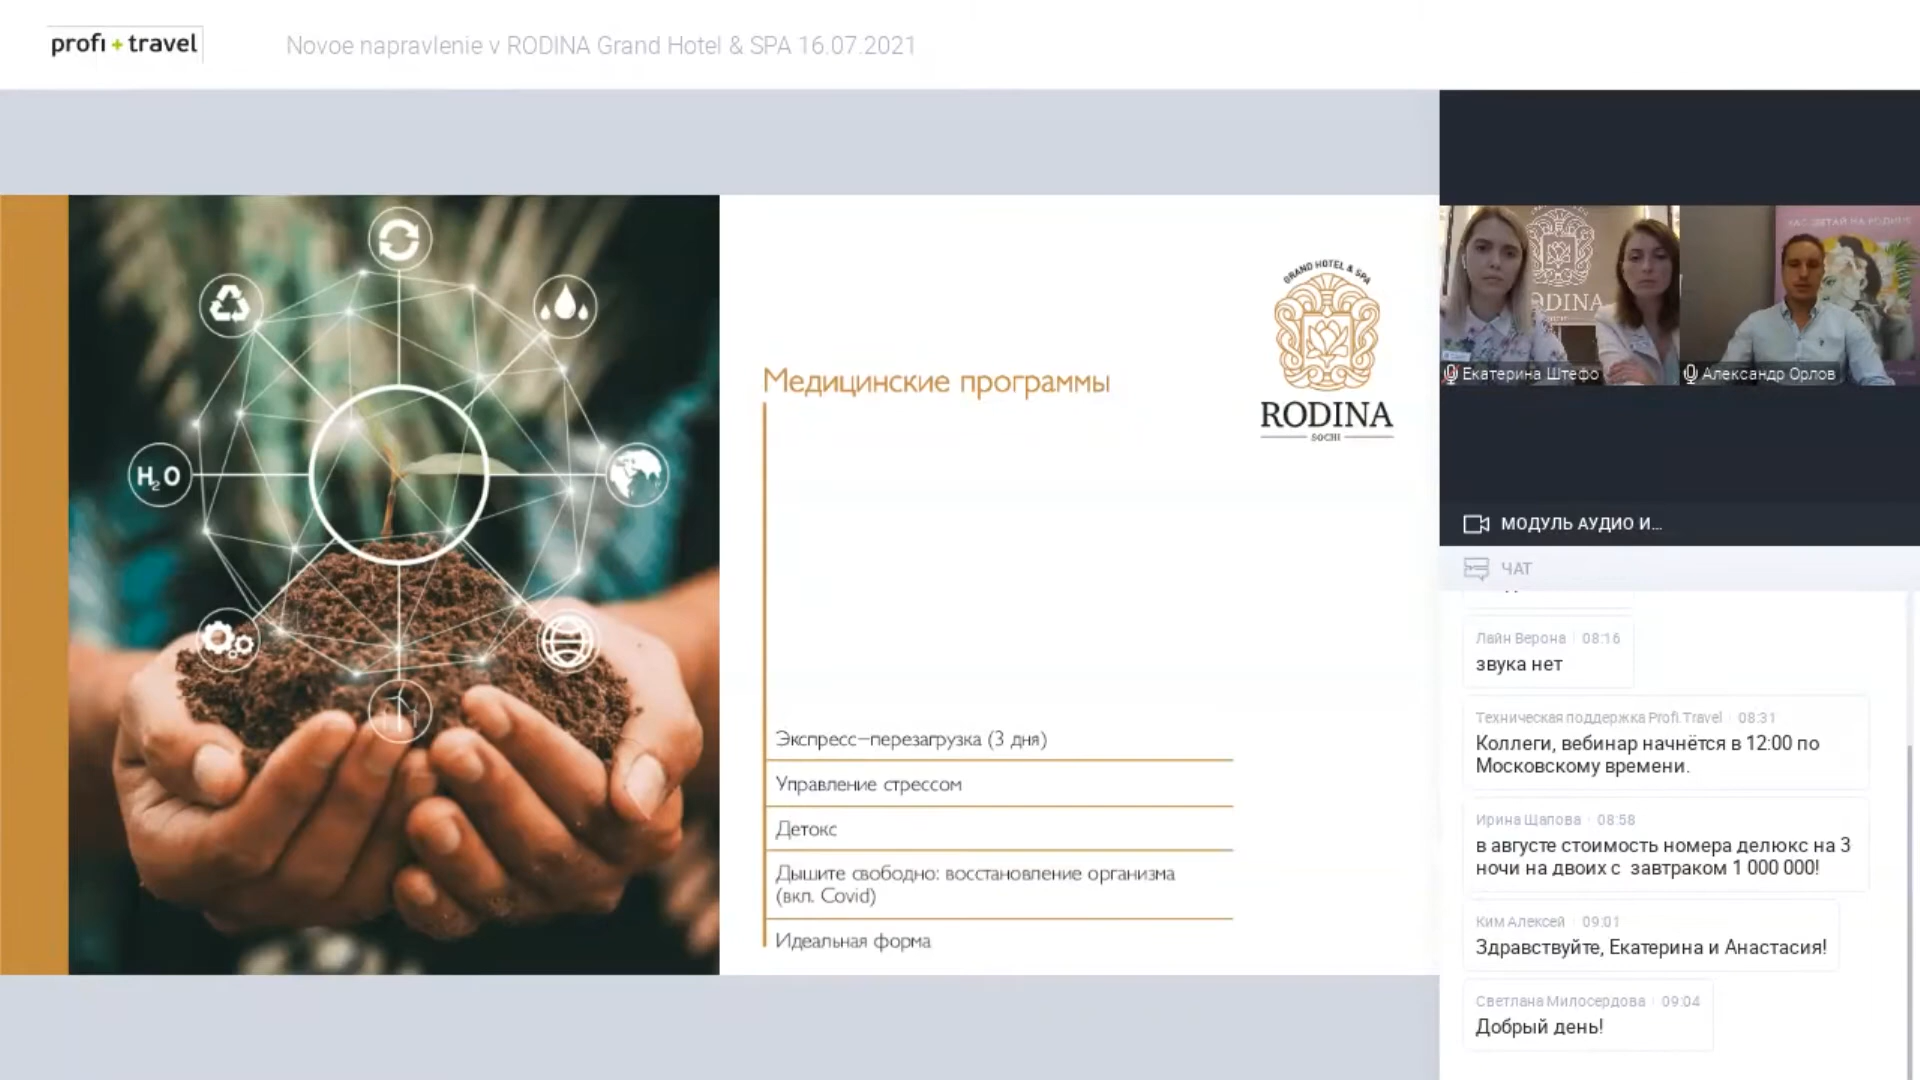 profi + travel
Novoe napravlenie v RODINA Grand Hotel & SPA 16.07.2021
H₂O
Медицинские программы
GRAND HOTEL & SPA
RODINA
SOCHI
Экспресс–перезагрузка (3 дня)
Управление стрессом
Детокс
Дышите свободно: восстановление организма
(вкл. Covid)
Идеальная форма
Екатерина Штефо
Александр Орлов
МОДУЛЬ АУДИО И...
ЧАТ
Лайн Верона 08:16
звука нет
Техническая поддержка Profi.Travel · 08:31
Коллеги, вебинар начнётся в 12:00 по
Московскому времени.
Ирина Щапова · 08:58
в августе стоимость номера делюкс на 3
ночи на двоих с завтраком 1 000 000!
Ким Алексей · 09:01
Здравствуйте, Екатерина и Анастасия!
Светлана Милосердова 09:04
Добрый день!